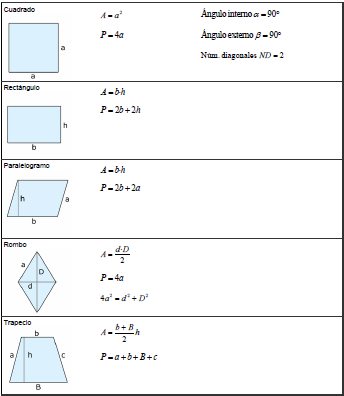 Cuadrado
A = a²
Ángulo interno α = 90°
P = 4a
Ángulo externo β = 90°
Núm. diagonales ND = 2
a
a
Rectángulo
A = b·h
P = 2b + 2h
h
b
Paralelogramo
A = b·h
P = 2b + 2a
h
a
b
Rombo
A = d·D / 2
P = 4a
4a² = d² + D²
a
D
d
Trapecio
A = (b + B) / 2 h
P = a + b + B + c
b
a
h
c
B